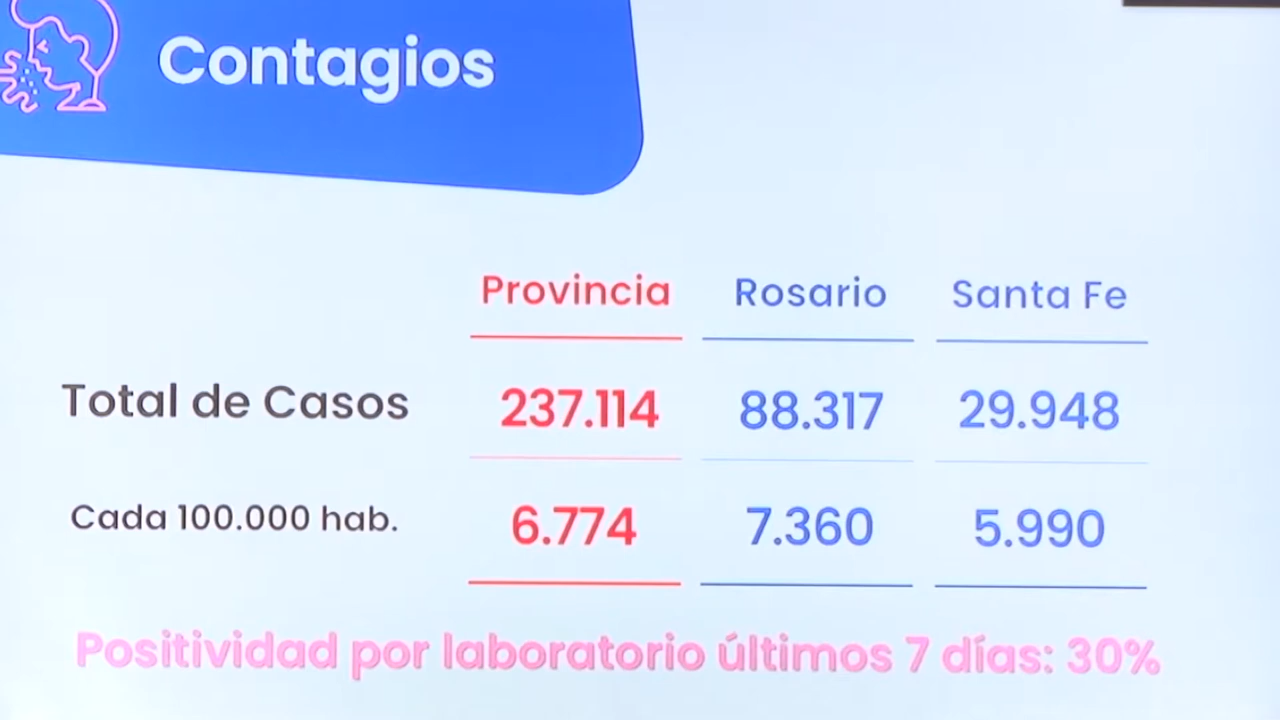 Contagios
Provincia Rosario Santa Fe
Total de Casos 237.114 88.317 29.948
Cada 100.000 hab. 6.774 7.360 5.990
Positividad por laboratorio últimos 7 días: 30%